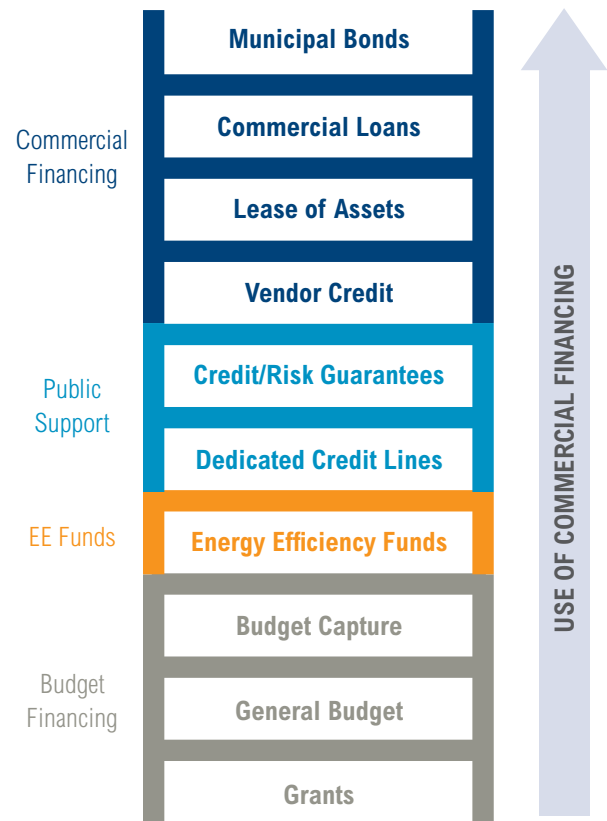 Municipal Bonds
Commercial Loans
Lease of Assets
Vendor Credit
Commercial
Financing
Credit/Risk Guarantees
Dedicated Credit Lines
Public
Support
Energy Efficiency Funds
EE Funds
Budget Capture
General Budget
Grants
Budget
Financing
USE OF COMMERCIAL FINANCING